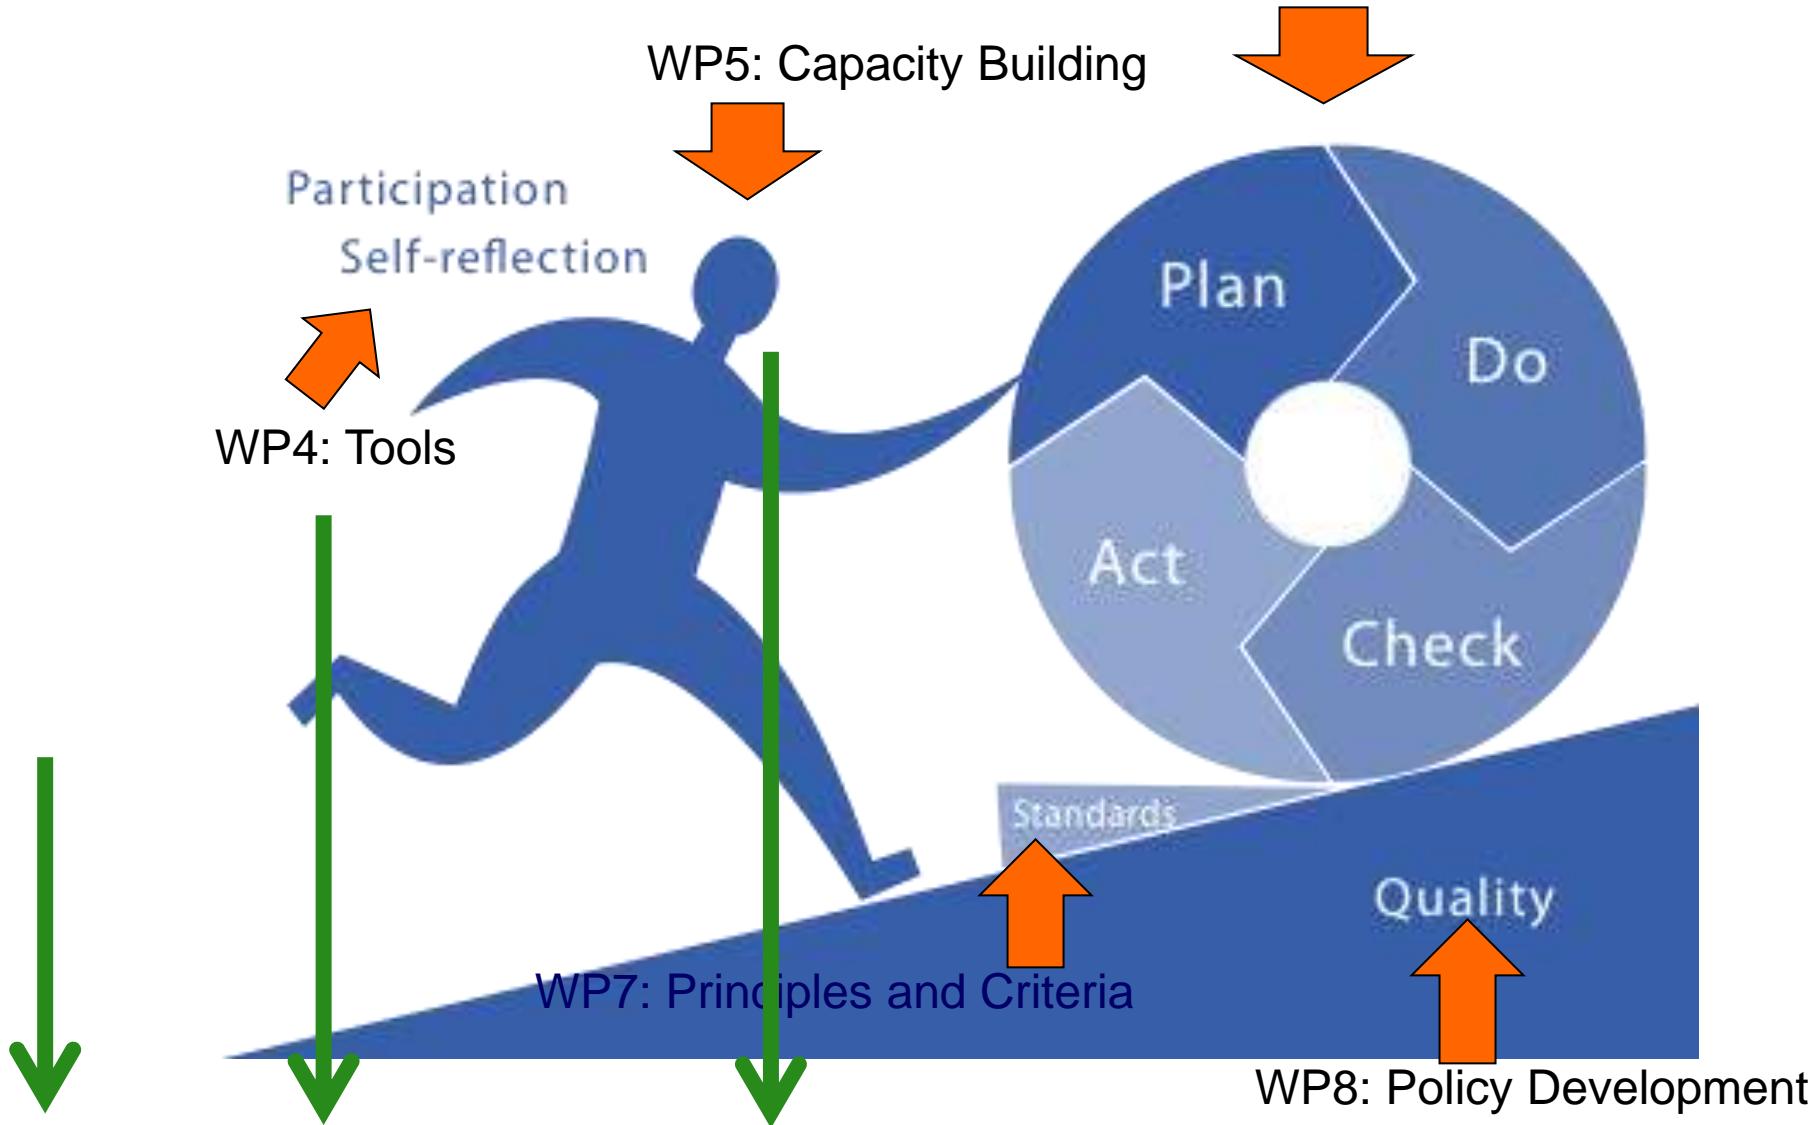 WP5: Capacity Building
Participation
Self-reflection
Plan
Do
WP4: Tools
Act
Check
Standards
Quality
WP7: Principles and Criteria
WP8: Policy Development